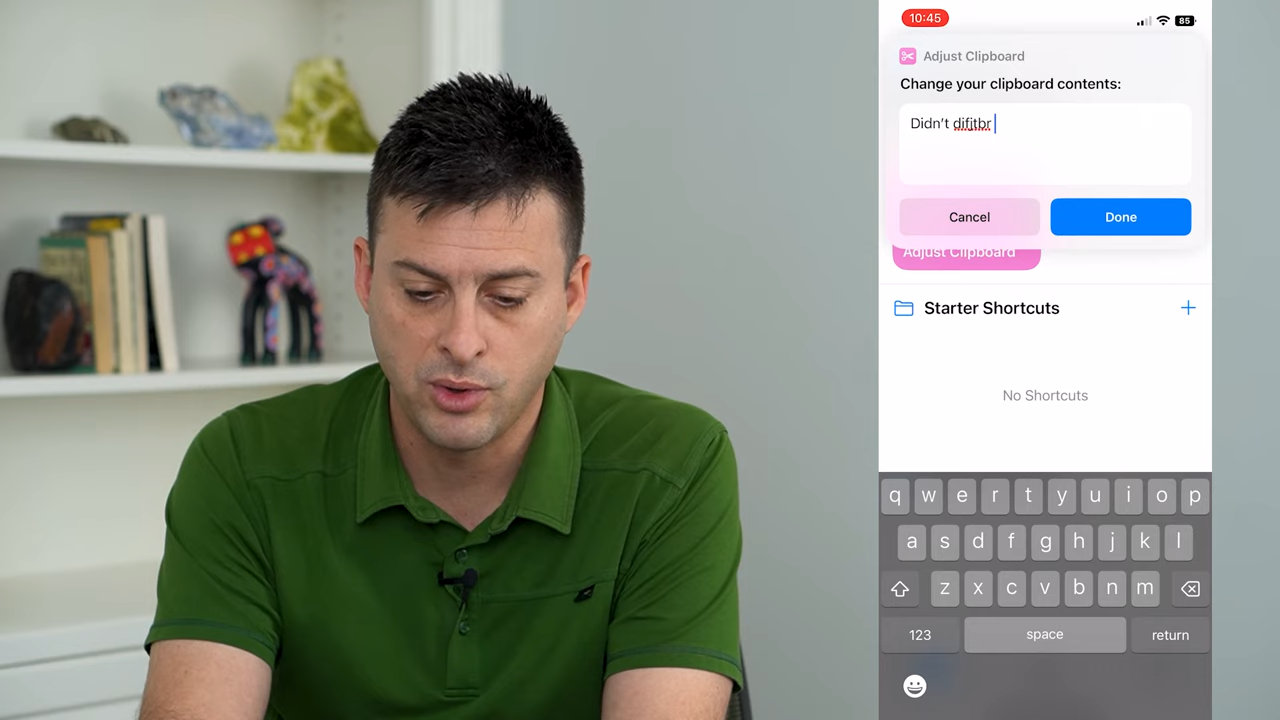 10:45
85
Adjust Clipboard
Change your clipboard contents:
Didn't difjtbr
Cancel
Done
Adjust Clipboard
Starter Shortcuts
No Shortcuts
q w e r t y u i o p
a s d f g h j k l
z x c v b n m
123
space
return